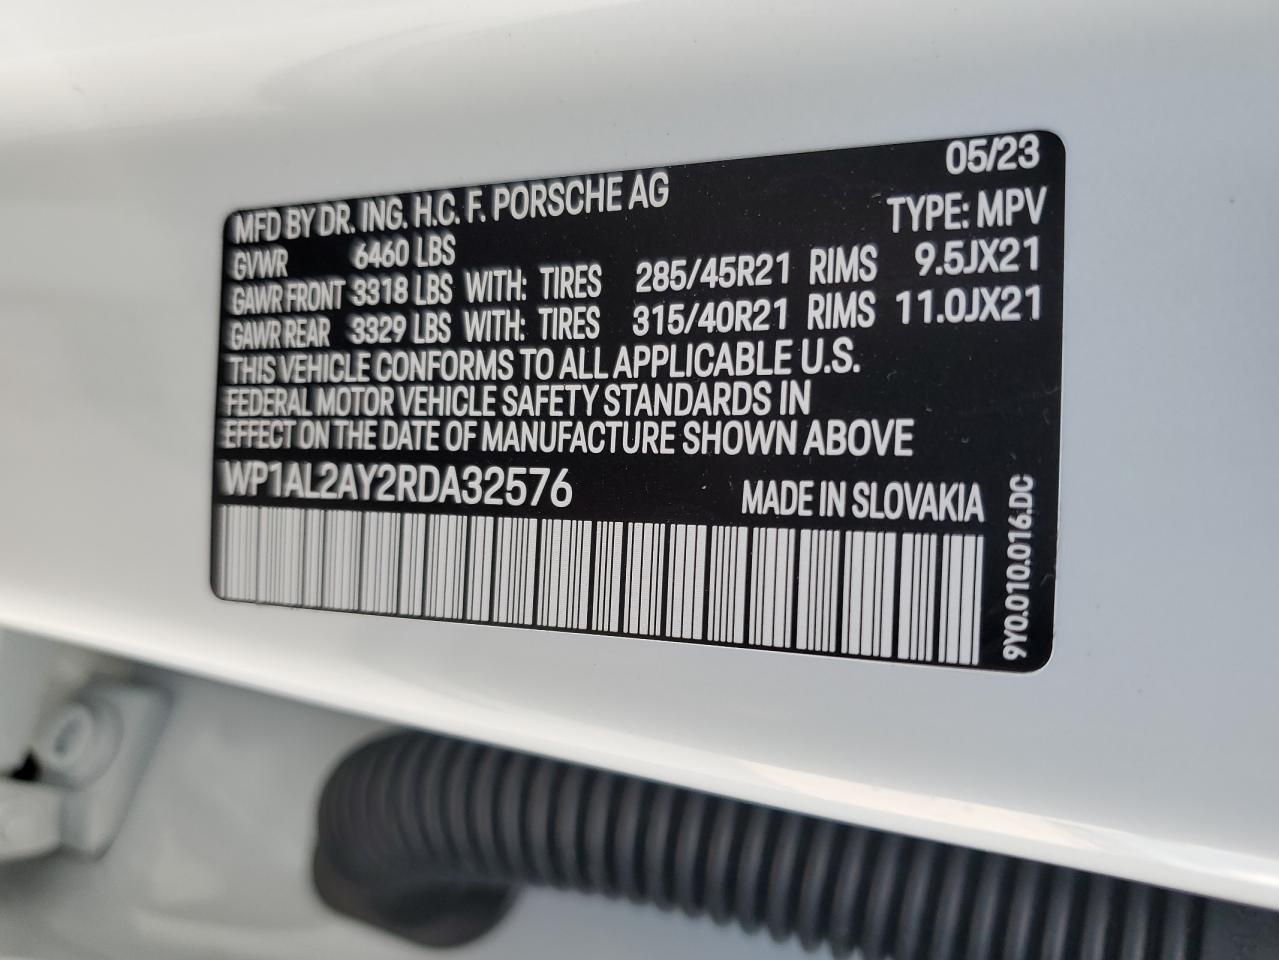 05/23
MFD BY DR. ING. H.C. F. PORSCHE AG
TYPE: MPV
GVWR 6460 LBS
GAWR FRONT 3318 LBS WITH: TIRES 285/45R21 RIMS 9.5JX21
GAWR REAR 3329 LBS WITH: TIRES 315/40R21 RIMS 11.0JX21
THIS VEHICLE CONFORMS TO ALL APPLICABLE U.S.
FEDERAL MOTOR VEHICLE SAFETY STANDARDS IN
EFFECT ON THE DATE OF MANUFACTURE SHOWN ABOVE
WP1AL2AY2RDA32576
MADE IN SLOVAKIA
9Y0.010.016.DC